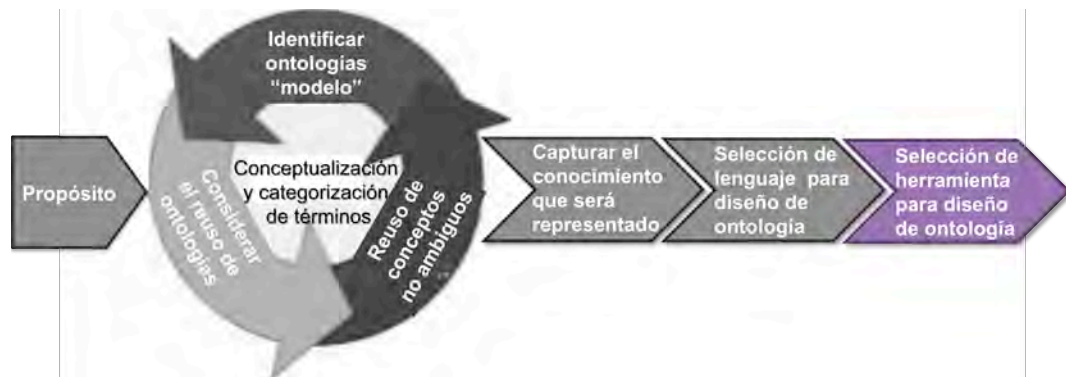 Propósito
Identificar
ontologías
“modelo”
Considerar
el reuso de
ontologías
Conceptualización
y categorización
de términos
Reuso de
conceptos
no ambiguos
Capturar el
conocimiento
que será
representado
Selección de
lenguaje para
diseño de
ontología
Selección de
herramienta
para diseño
de ontología